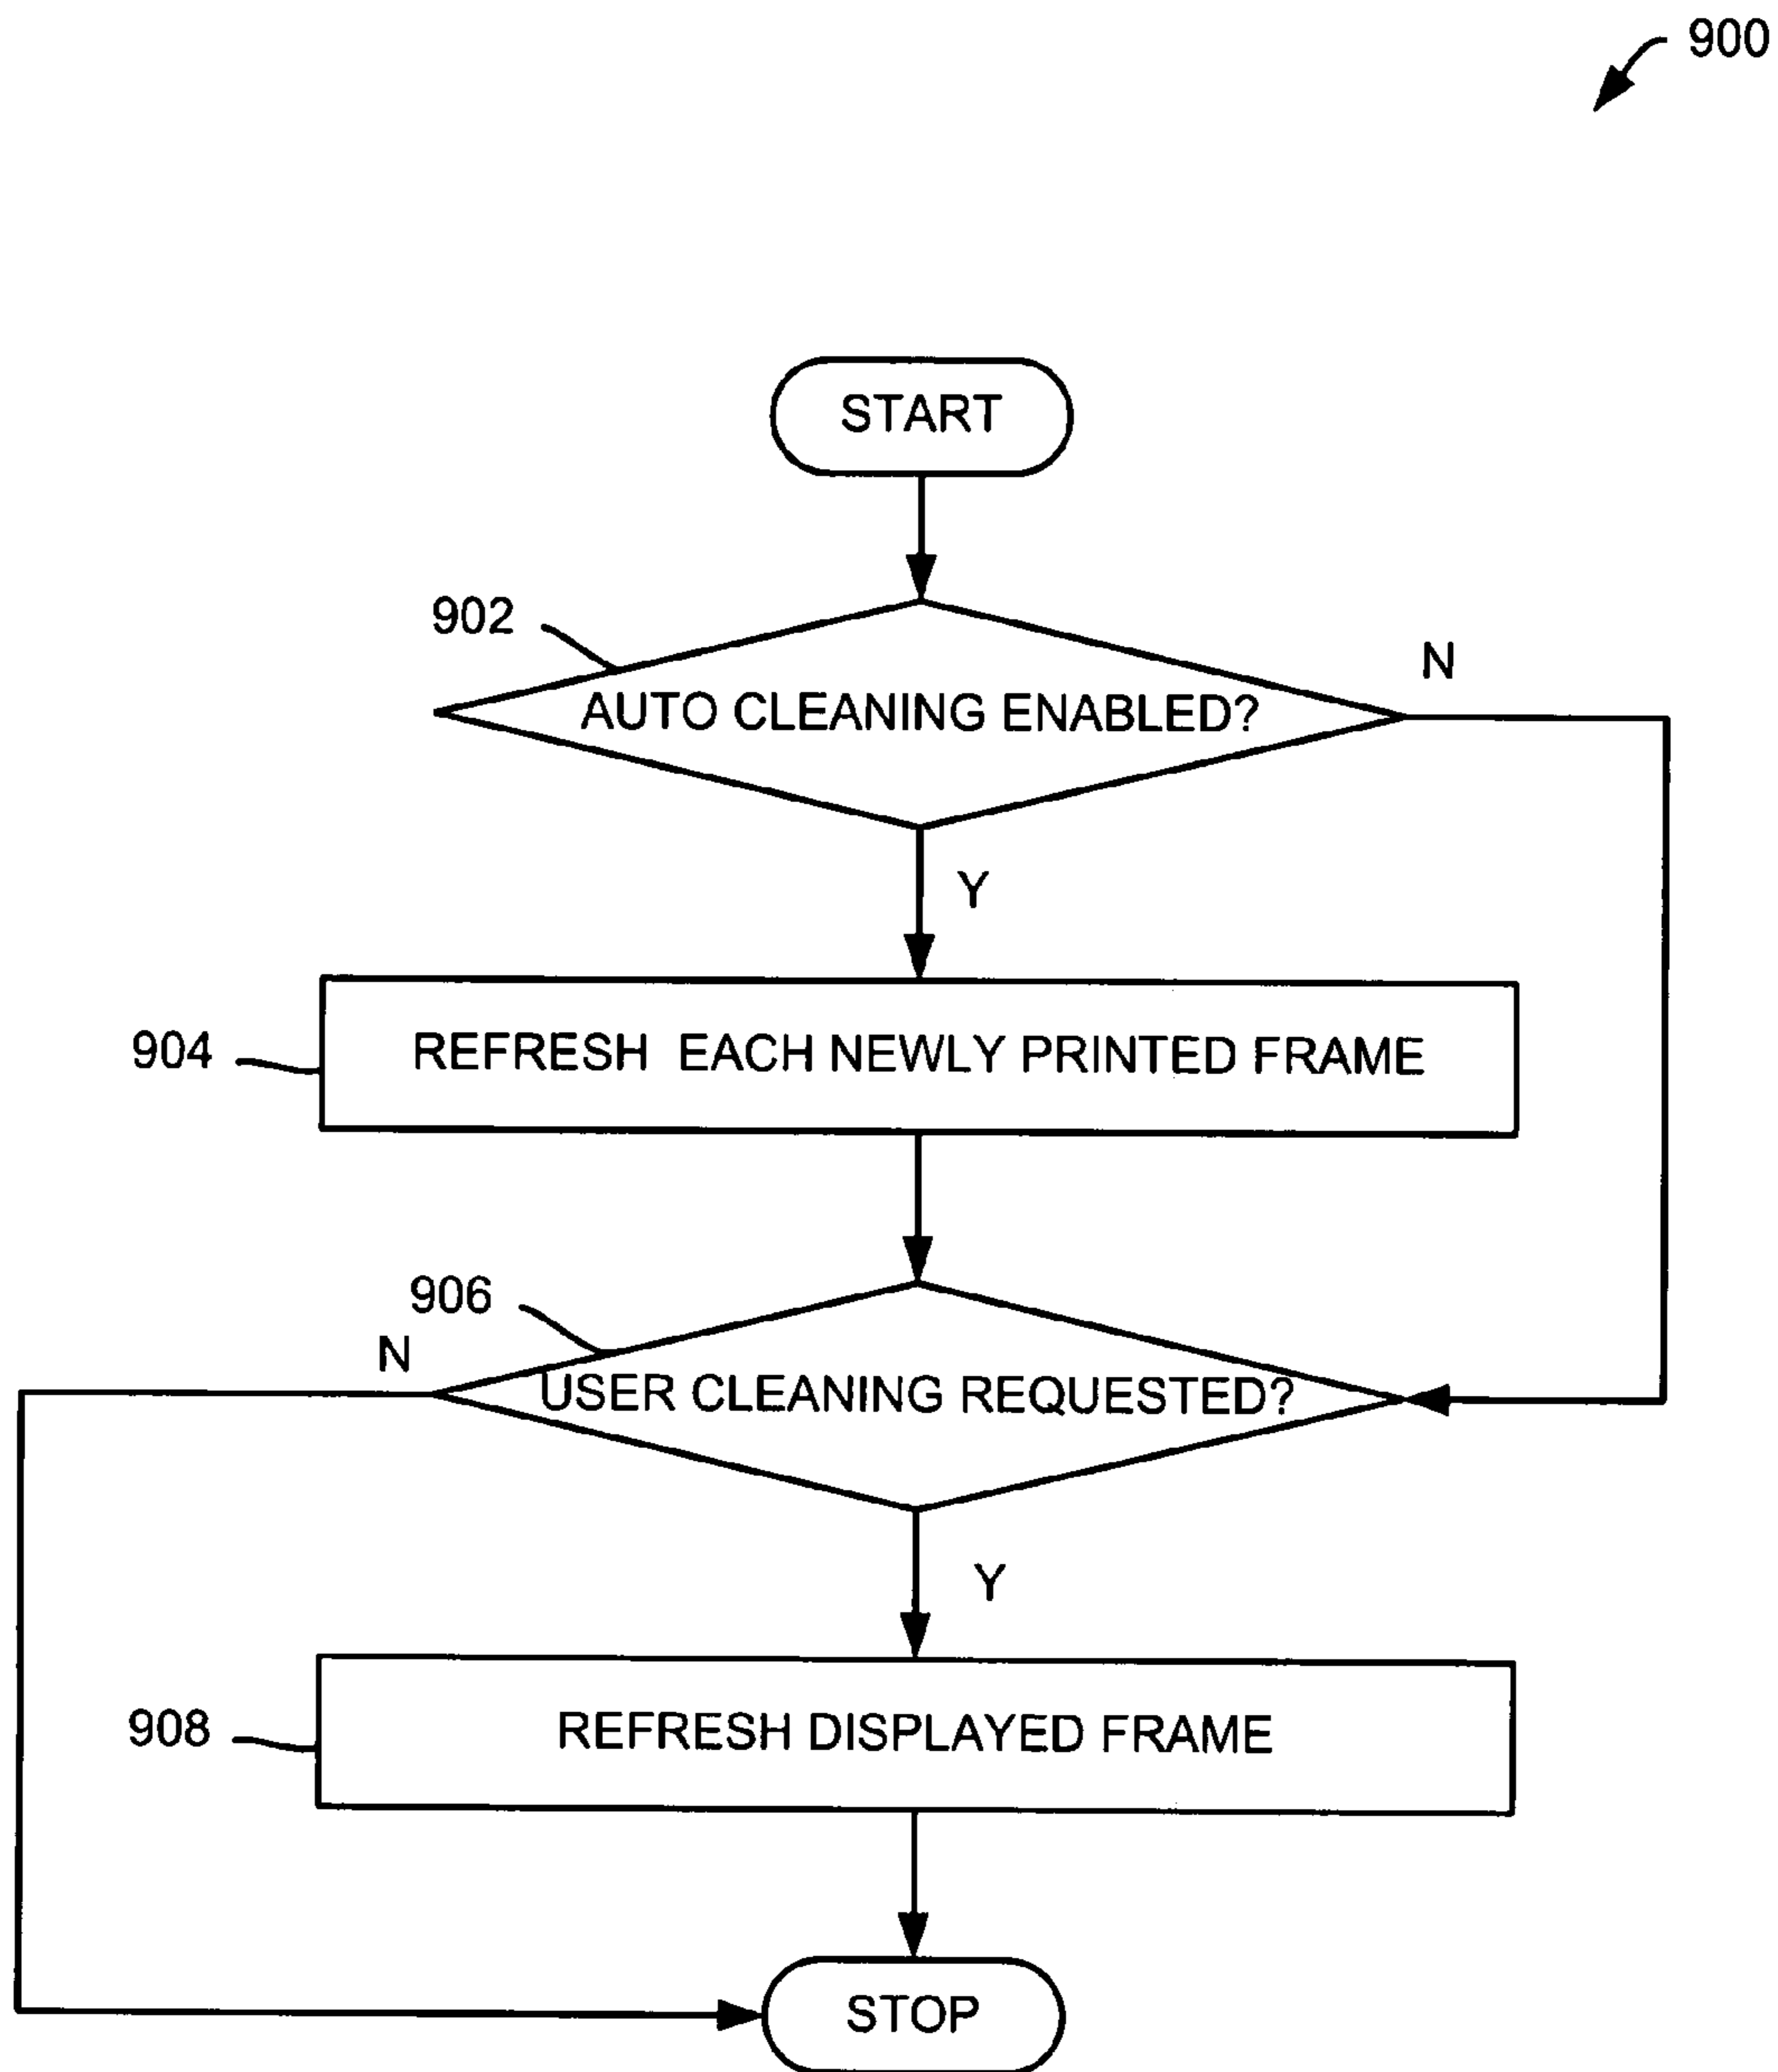 900
START
902
N
AUTO CLEANING ENABLED?
Y
904
REFRESH EACH NEWLY PRINTED FRAME
906
N
USER CLEANING REQUESTED?
Y
908
REFRESH DISPLAYED FRAME
STOP